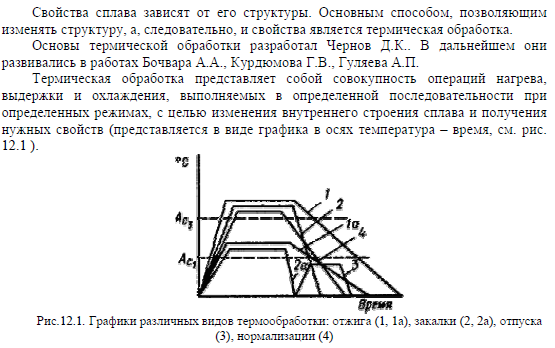 Свойства сплава зависят от его структуры. Основным способом, позволяющим
изменять структуру, а, следовательно, и свойства является термическая обработка.
Основы термической обработки разработал Чернов Д.К.. В дальнейшем они
развивались в работах Бочвара А.А., Курдюмова Г.В., Гуляева А.П.
Термическая обработка представляет собой совокупность операций нагрева,
выдержки и охлаждения, выполняемых в определенной последовательности при
определенных режимах, с целью изменения внутреннего строения сплава и получения
нужных свойств (представляется в виде графика в осях температура – время, см. рис.
12.1 ).
°С
1
2
Ac3
1а
4
Ac1
2а
3
Время
Рис.12.1. Графики различных видов термообработки: отжига (1, 1а), закалки (2, 2а), отпуска
(3), нормализации (4)